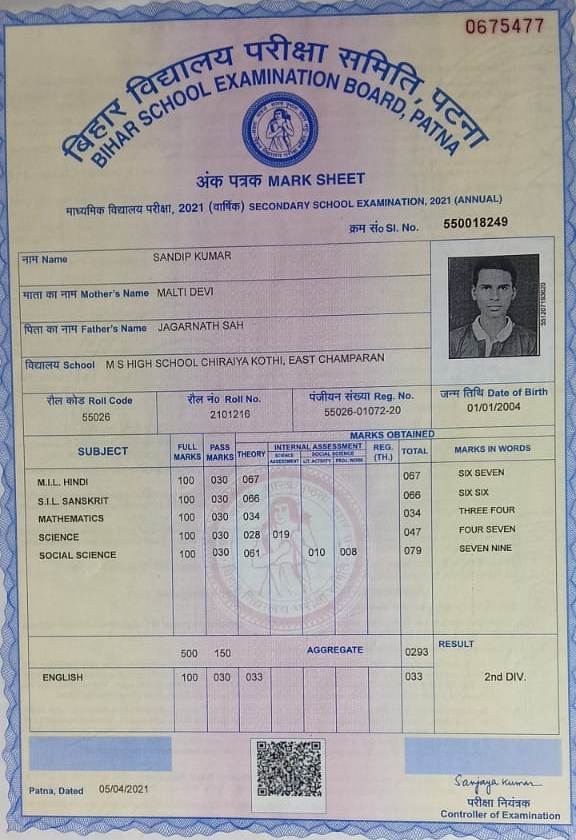 0675477
बिहार विद्यालय परीक्षा समिति, पटना
BIHAR SCHOOL EXAMINATION BOARD, PATNA
अंक पत्रक MARK SHEET
माध्यमिक विद्यालय परीक्षा, 2021 (वार्षिक) SECONDARY SCHOOL EXAMINATION, 2021 (ANNUAL)
क्रम सं० Sl. No. 550018249
नाम Name SANDIP KUMAR
माता का नाम Mother's Name MALTI DEVI
पिता का नाम Father's Name JAGARNATH SAH
विद्यालय School M S HIGH SCHOOL CHIRAIYA KOTHI, EAST CHAMPARAN
रौल कोड Roll Code रौल नं० Roll No. पंजीयन संख्या Reg. No. जन्म तिथि Date of Birth
55026 2101216 55026-01072-20 01/01/2004
MARKS OBTAINED
SUBJECT FULL MARKS PASS MARKS THEORY INTERNAL ASSESSMENT REG. (TH.) TOTAL MARKS IN WORDS
SCIENCE ASSESSMENT SOCIAL SCIENCE LIT. ACTIVITY PROJ. WORK
M.I.L. HINDI 100 030 067 067 SIX SEVEN
S.I.L. SANSKRIT 100 030 066 066 SIX SIX
MATHEMATICS 100 030 034 034 THREE FOUR
SCIENCE 100 030 028 019 047 FOUR SEVEN
SOCIAL SCIENCE 100 030 061 010 008 079 SEVEN NINE
500 150 AGGREGATE 0293 RESULT
ENGLISH 100 030 033 033 2nd DIV.
Sanjaya Kumar
Patna, Dated 05/04/2021
परीक्षा नियंत्रक
Controller of Examination